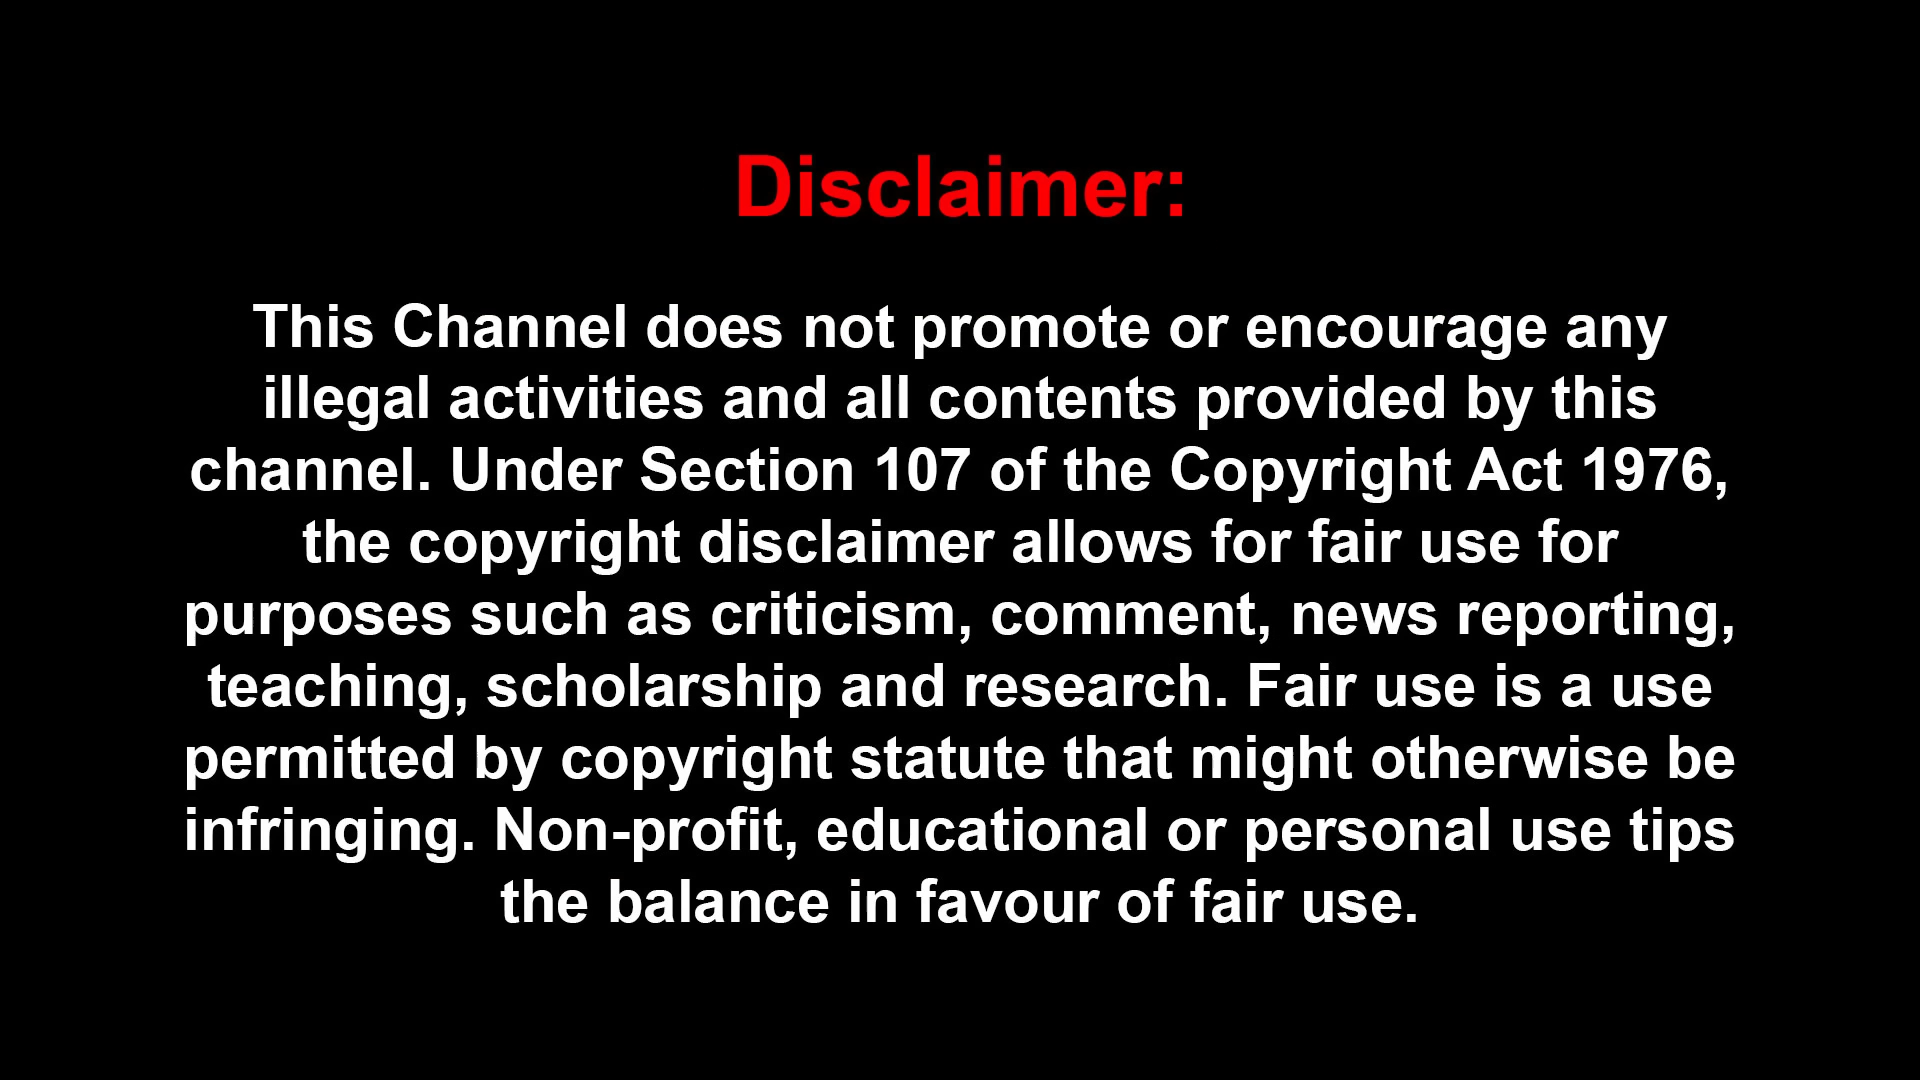 Disclaimer:
This Channel does not promote or encourage any
illegal activities and all contents provided by this
channel. Under Section 107 of the Copyright Act 1976,
the copyright disclaimer allows for fair use for
purposes such as criticism, comment, news reporting,
teaching, scholarship and research. Fair use is a use
permitted by copyright statute that might otherwise be
infringing. Non-profit, educational or personal use tips
the balance in favour of fair use.